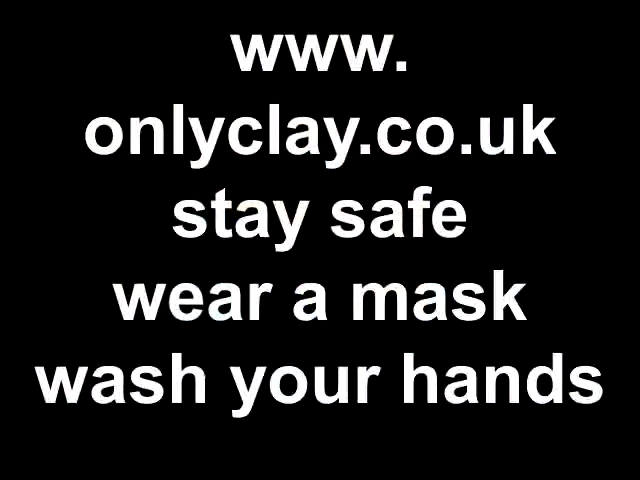 www.
onlyclay.co.uk
stay safe
wear a mask
wash your hands